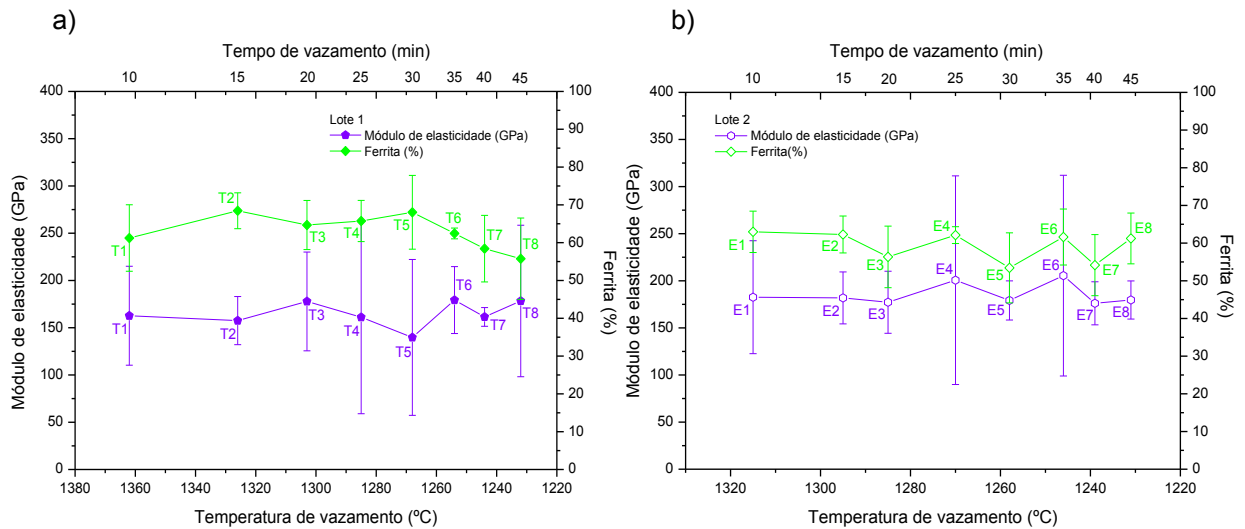 a)
Tempo de vazamento (min)
10 15 20 25 30 35 40 45
400 350 300 250 200 150 100 50 0
Módulo de elasticidade (GPa)
Lote 1
Módulo de elasticidade (GPa)
Ferrita (%)
T1 T2 T3 T4 T5 T6 T7 T8
T1 T2 T3 T4 T5 T6 T7 T8
100 90 80 70 60 50 40 30 20 10 0
Ferrita (%)
1380 1360 1340 1320 1300 1280 1260 1240 1220
Temperatura de vazamento (ºC)
b)
Tempo de vazamento (min)
10 15 20 25 30 35 40 45
400 350 300 250 200 150 100 50 0
Módulo de elasticidade (GPa)
Lote 2
Módulo de elasticidade (GPa)
Ferrita(%)
E1 E2 E3 E4 E5 E6 E7 E8
E1 E2 E3 E4 E5 E6 E7 E8
100 90 80 70 60 50 40 30 20 10 0
Ferrita (%)
1320 1300 1280 1260 1240 1220
Temperatura de vazamento (ºC)